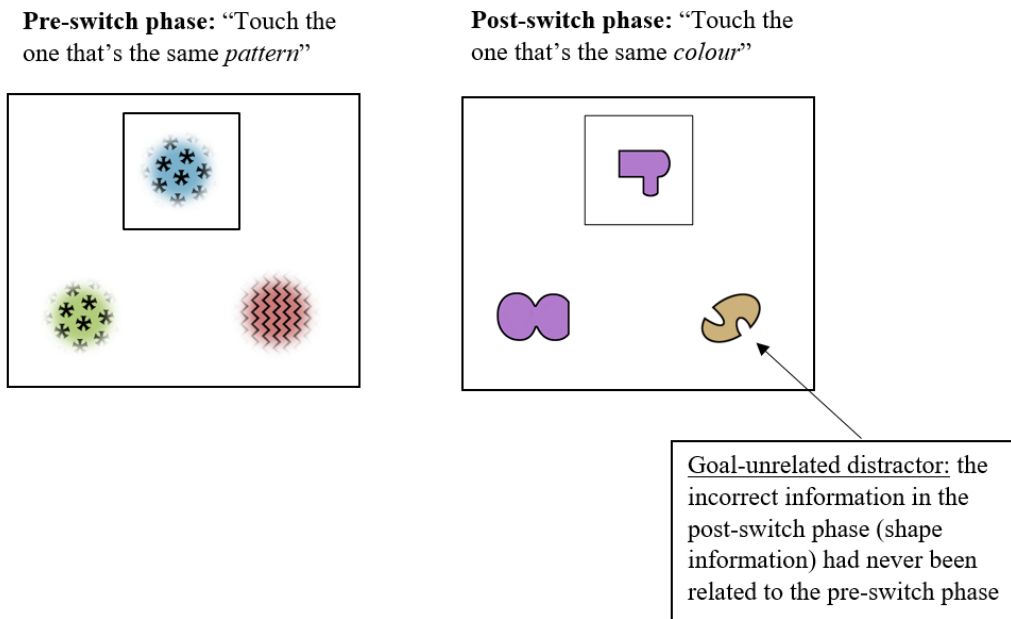 Pre-switch phase: “Touch the
one that’s the same pattern”
Post-switch phase: “Touch the
one that’s the same colour”
Goal-unrelated distractor: the
incorrect information in the
post-switch phase (shape
information) had never been
related to the pre-switch phase